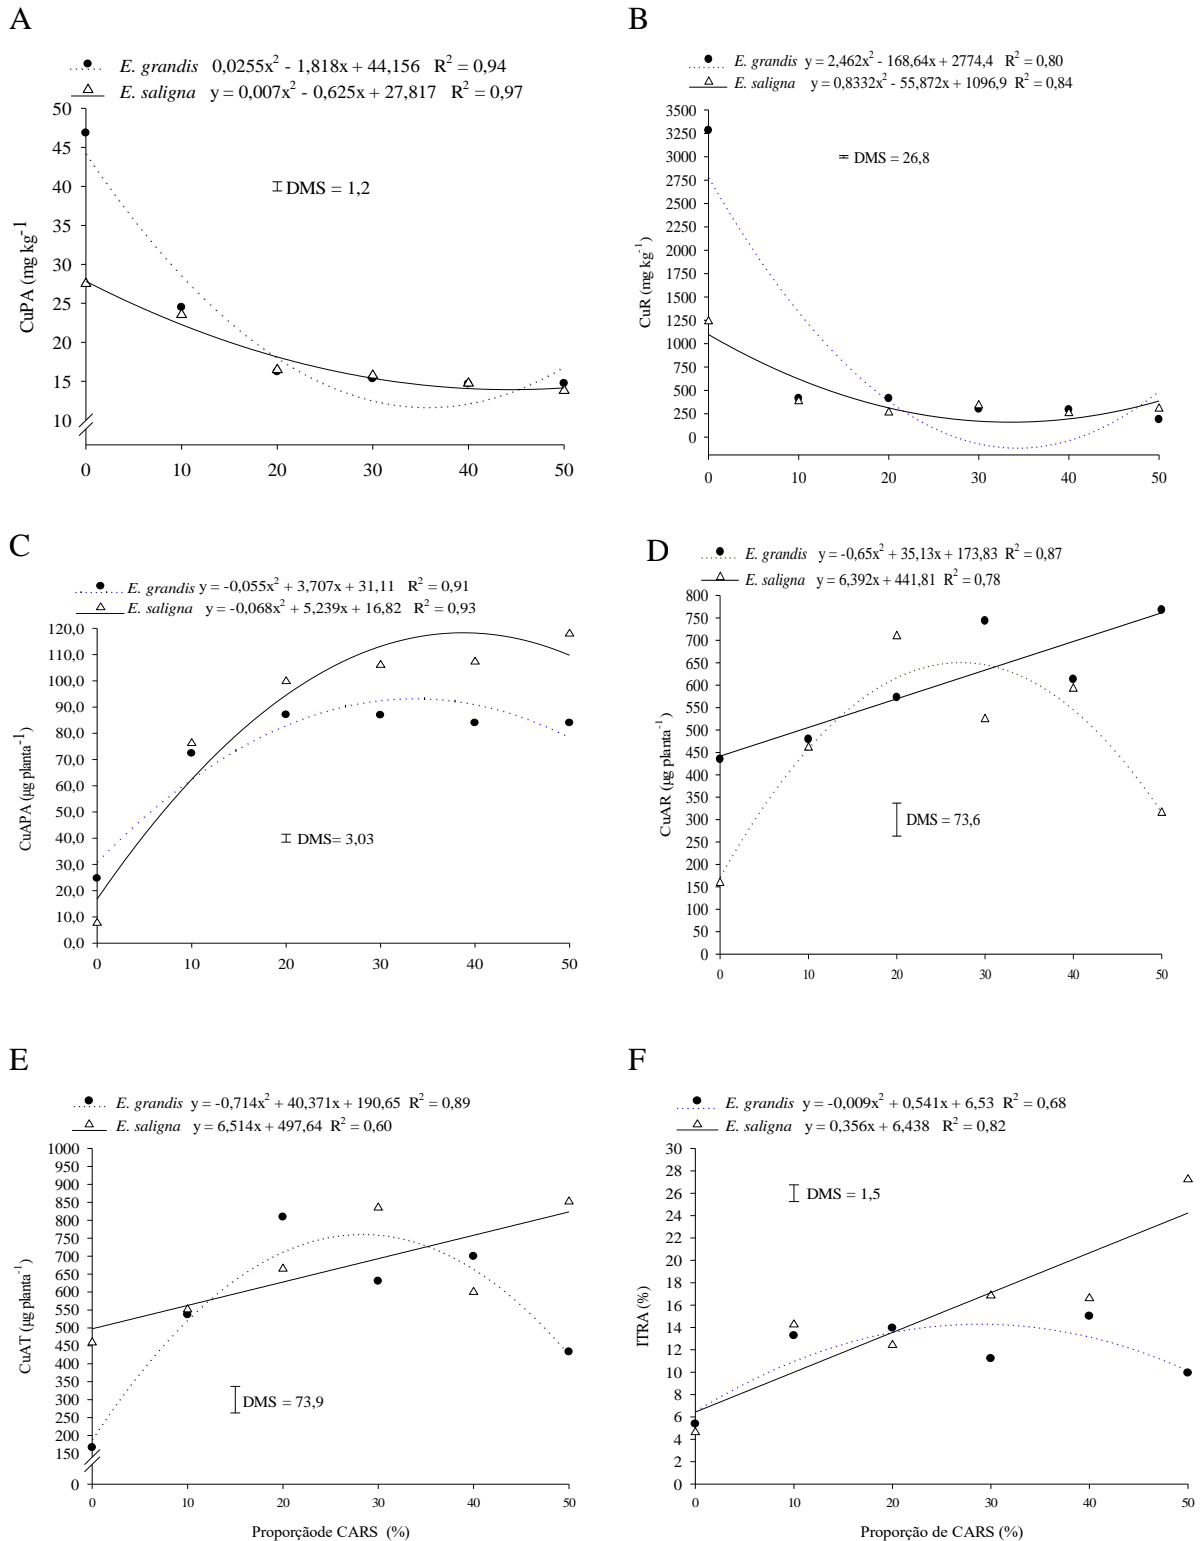 A
E. grandis 0,0255x² - 1,818x + 44,156 R² = 0,94
E. saligna y = 0,007x² - 0,625x + 27,817 R² = 0,97
50
45
40
35
30
25
20
15
10
CuPA (mg kg⁻¹)
DMS = 1,2
0 10 20 30 40 50
B
E. grandis y = 2,462x² - 168,64x + 2774,4 R² = 0,80
E. saligna y = 0,8332x² - 55,872x + 1096,9 R² = 0,84
3500
3250
3000
2750
2500
2250
2000
1750
1500
1250
1000
750
500
250
0
CuR (mg kg⁻¹)
DMS = 26,8
0 10 20 30 40 50
C
E. grandis y = -0,055x² + 3,707x + 31,11 R² = 0,91
E. saligna y = -0,068x² + 5,239x + 16,82 R² = 0,93
120,0
110,0
100,0
90,0
80,0
70,0
60,0
50,0
40,0
30,0
20,0
10,0
0,0
CuAPA (µg planta⁻¹)
DMS= 3,03
0 10 20 30 40 50
D
E. grandis y = -0,65x² + 35,13x + 173,83 R² = 0,87
E. saligna y = 6,392x + 441,81 R² = 0,78
800
750
700
650
600
550
500
450
400
350
300
250
200
150
100
50
0
CuAR (µg planta⁻¹)
DMS = 73,6
0 10 20 30 40 50
E
E. grandis y = -0,714x² + 40,371x + 190,65 R² = 0,89
E. saligna y = 6,514x + 497,64 R² = 0,60
1000
950
900
850
800
750
700
650
600
550
500
450
400
350
300
250
200
150
0
CuAT (µg planta⁻¹)
DMS = 73,9
0 10 20 30 40 50
Proporçãode CARS (%)
F
E. grandis y = -0,009x² + 0,541x + 6,53 R² = 0,68
E. saligna y = 0,356x + 6,438 R² = 0,82
30
28
26
24
22
20
18
16
14
12
10
8
6
4
2
0
ITRA (%)
DMS = 1,5
0 10 20 30 40 50
Proporção de CARS (%)